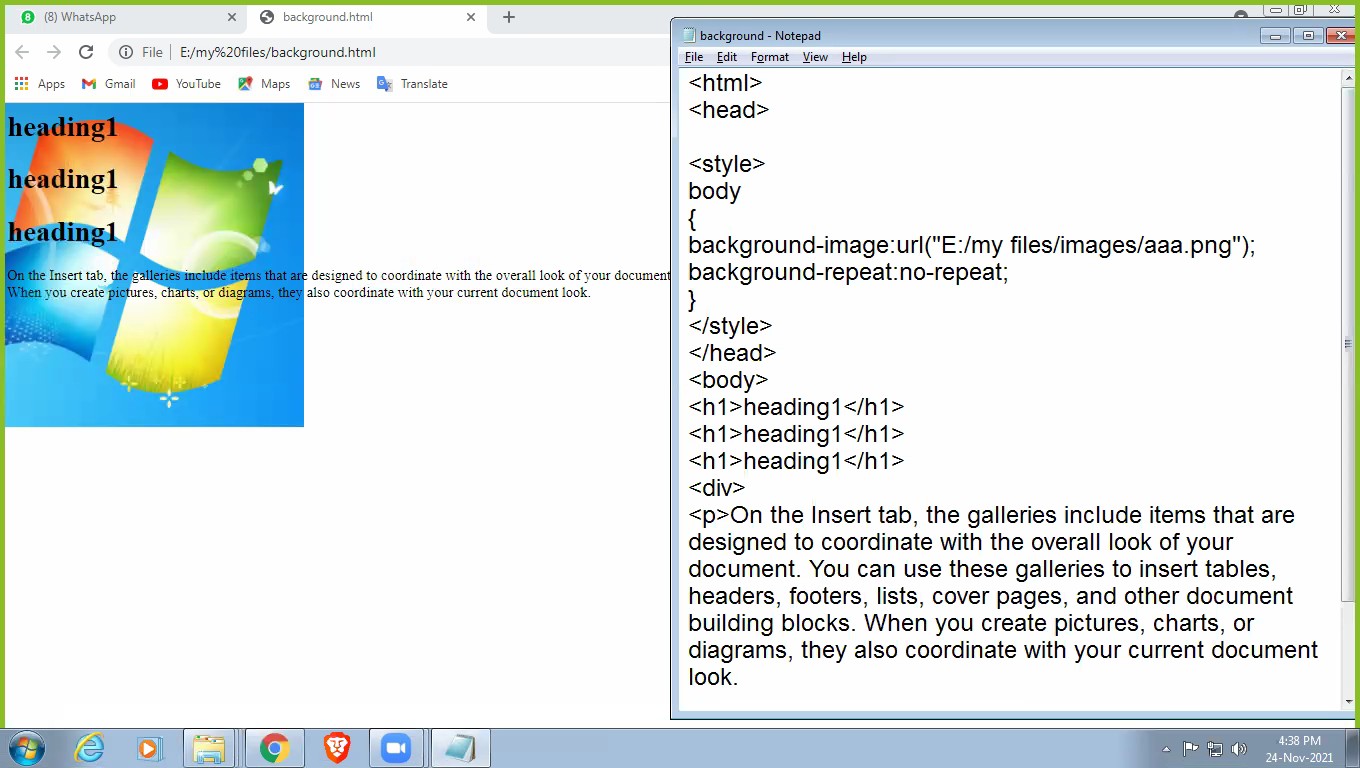 (8) WhatsApp
background.html
File
E:/my%20files/background.html
Apps
Gmail
YouTube
Maps
News
Translate
heading1
heading1
heading1
On the Insert tab, the galleries include items that are designed to coordinate with the overall look of your document
When you create pictures, charts, or diagrams, they also coordinate with your current document look.
background - Notepad
File Edit Format View Help
<html>
<head>
<style>
body
{
background-image:url("E:/my files/images/aaa.png");
background-repeat:no-repeat;
}
</style>
</head>
<body>
<h1>heading1</h1>
<h1>heading1</h1>
<h1>heading1</h1>
<div>
<p>On the Insert tab, the galleries include items that are
designed to coordinate with the overall look of your
document. You can use these galleries to insert tables,
headers, footers, lists, cover pages, and other document
building blocks. When you create pictures, charts, or
diagrams, they also coordinate with your current document
look.
4:38 PM
24-Nov-2021